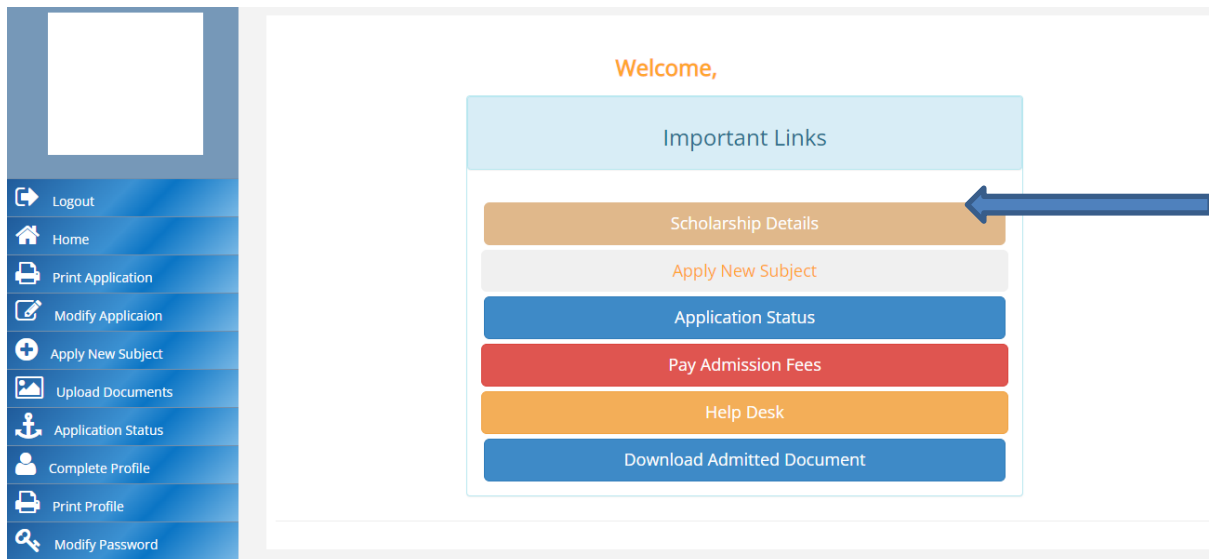 Logout
Home
Print Application
Modify Applicaion
Apply New Subject
Upload Documents
Application Status
Complete Profile
Print Profile
Modify Password
Welcome,
Important Links
Scholarship Details
Apply New Subject
Application Status
Pay Admission Fees
Help Desk
Download Admitted Document